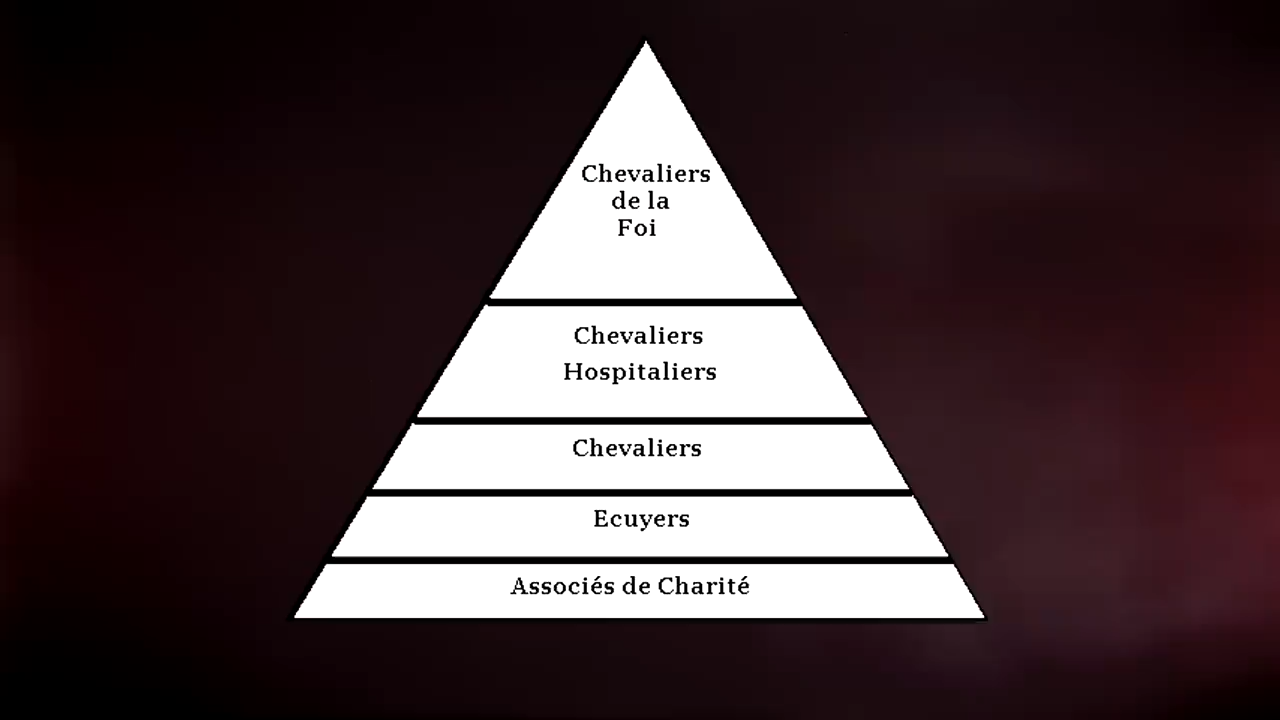 Chevaliers
de la
Foi
Chevaliers
Hospitaliers
Chevaliers
Ecuyers
Associés de Charité